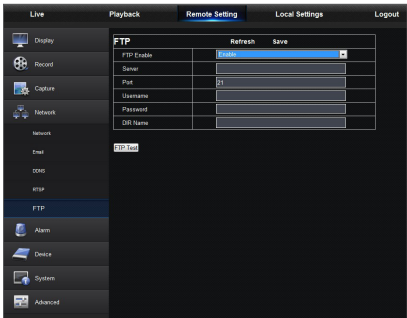 Live Playback Remote Setting Local Settings Logout
Display
Record
Capture
Network
Network
Email
DDNS
RTSP
FTP
Alarm
Device
System
Advanced
FTP Refresh Save
FTP Enable Enable
Server
Port 21
Username
Password
DIR Name
FTP Test